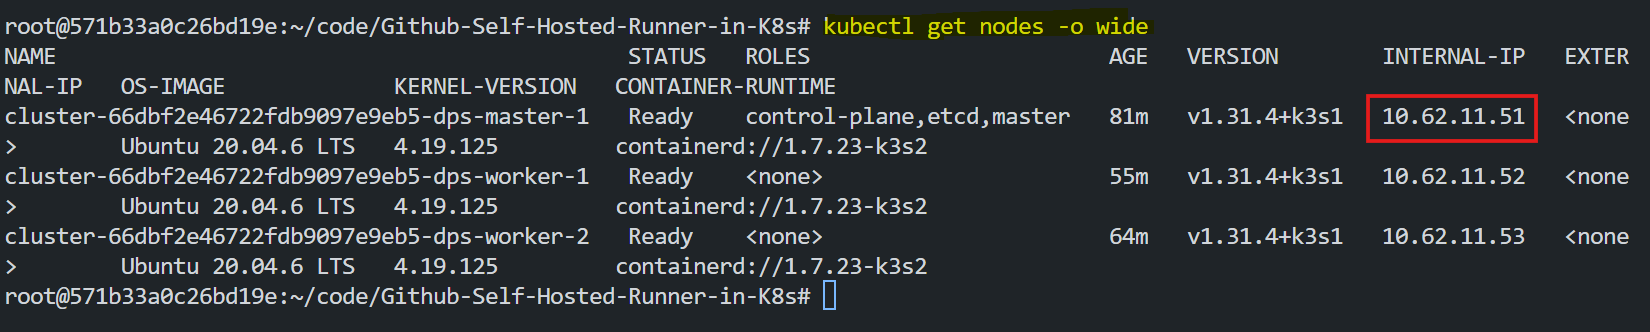 root@571b33a0c26bd19e:~/code/Github-Self-Hosted-Runner-in-K8s# kubectl get nodes -o wide
NAME STATUS ROLES AGE VERSION INTERNAL-IP EXTER
NAL-IP OS-IMAGE KERNEL-VERSION CONTAINER-RUNTIME
cluster-66dbf2e46722fdb9097e9eb5-dps-master-1 Ready control-plane,etcd,master 81m v1.31.4+k3s1 10.62.11.51 <none
> Ubuntu 20.04.6 LTS 4.19.125 containerd://1.7.23-k3s2
cluster-66dbf2e46722fdb9097e9eb5-dps-worker-1 Ready <none> 55m v1.31.4+k3s1 10.62.11.52 <none
> Ubuntu 20.04.6 LTS 4.19.125 containerd://1.7.23-k3s2
cluster-66dbf2e46722fdb9097e9eb5-dps-worker-2 Ready <none> 64m v1.31.4+k3s1 10.62.11.53 <none
> Ubuntu 20.04.6 LTS 4.19.125 containerd://1.7.23-k3s2
root@571b33a0c26bd19e:~/code/Github-Self-Hosted-Runner-in-K8s#